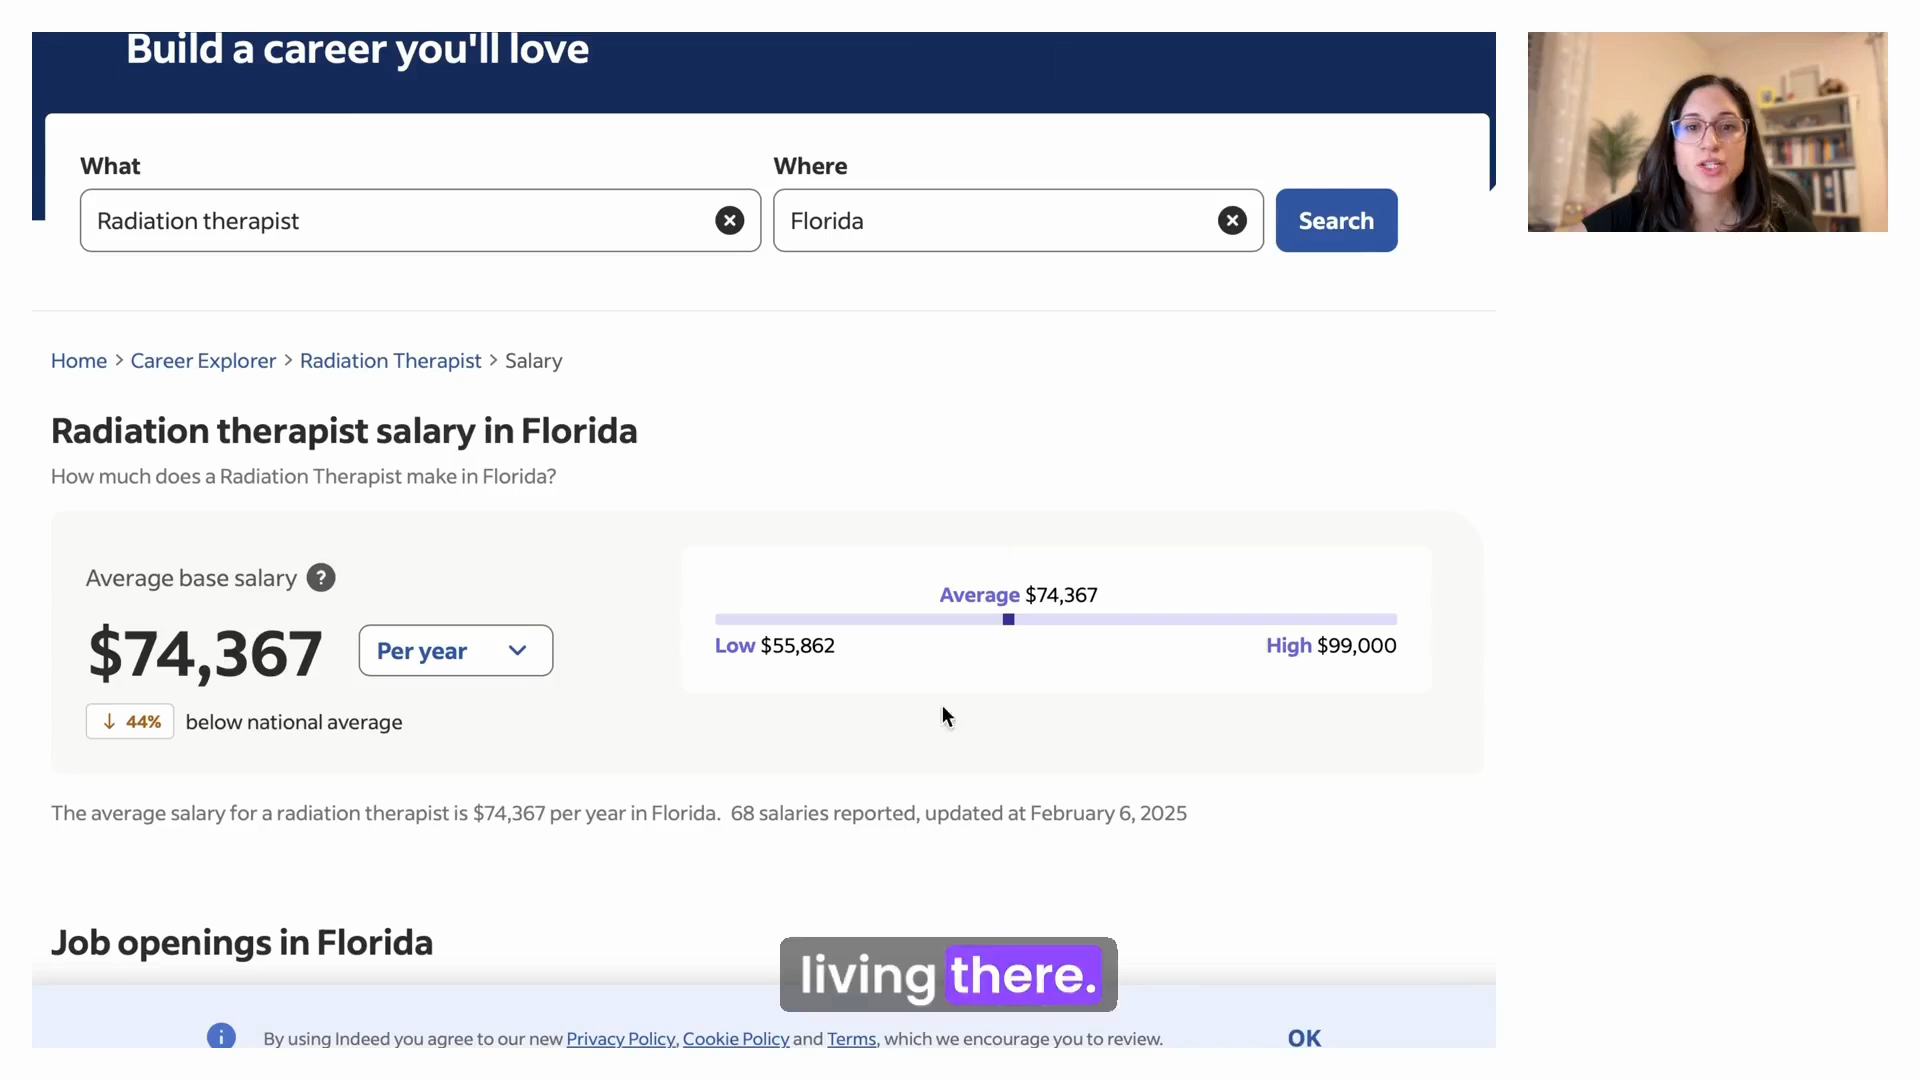 Build a career you'll love
What
Where
Radiation therapist
Florida
Search
Home > Career Explorer > Radiation Therapist > Salary
Radiation therapist salary in Florida
How much does a Radiation Therapist make in Florida?
Average base salary ?
$74,367
Per year
↓ 44% below national average
Average $74,367
Low $55,862
High $99,000
The average salary for a radiation therapist is $74,367 per year in Florida. 68 salaries reported, updated at February 6, 2025
Job openings in Florida
living there.
By using Indeed you agree to our new Privacy Policy, Cookie Policy and Terms, which we encourage you to review.
OK